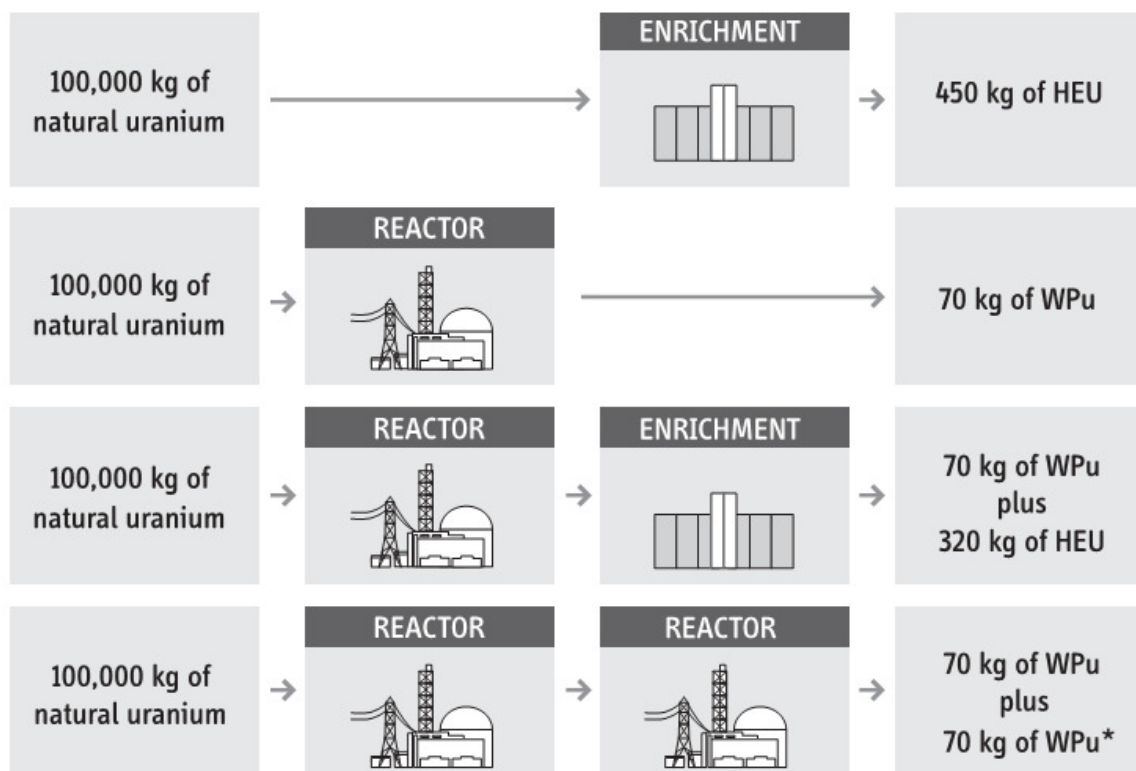 100,000 kg of
natural uranium
ENRICHMENT
450 kg of HEU
100,000 kg of
natural uranium
REACTOR
70 kg of WPu
100,000 kg of
natural uranium
REACTOR
ENRICHMENT
70 kg of WPu
plus
320 kg of HEU
100,000 kg of
natural uranium
REACTOR
REACTOR
70 kg of WPu
plus
70 kg of WPu*